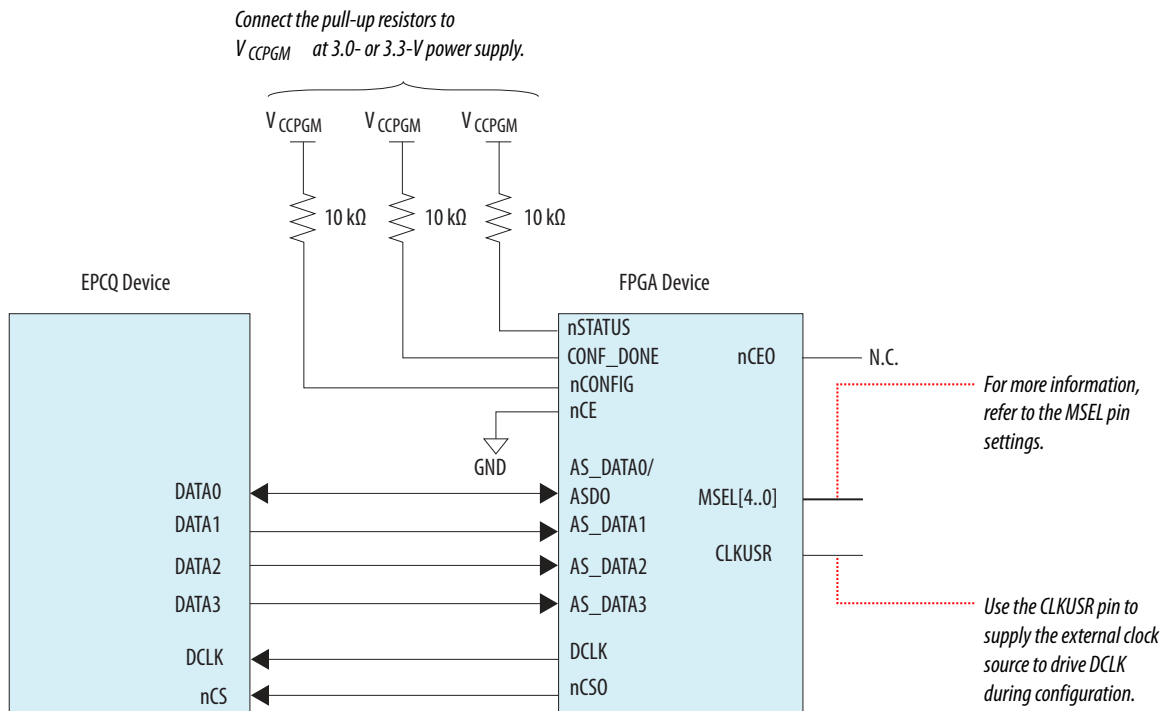 Connect the pull-up resistors to
V CCPGM at 3.0- or 3.3-V power supply.
V CCPGM V CCPGM V CCPGM
10 kΩ 10 kΩ 10 kΩ
EPCQ Device
FPGA Device
nSTATUS
CONF_DONE
nCEO
N.C.
nCONFIG
nCE
GND
For more information,
refer to the MSEL pin
settings.
DATA0
AS_DATA0/
ASDO
MSEL[4..0]
DATA1
AS_DATA1
CLKUSR
DATA2
AS_DATA2
DATA3
AS_DATA3
DCLK
DCLK
nCS
nCSO
Use the CLKUSR pin to
supply the external clock
source to drive DCLK
during configuration.